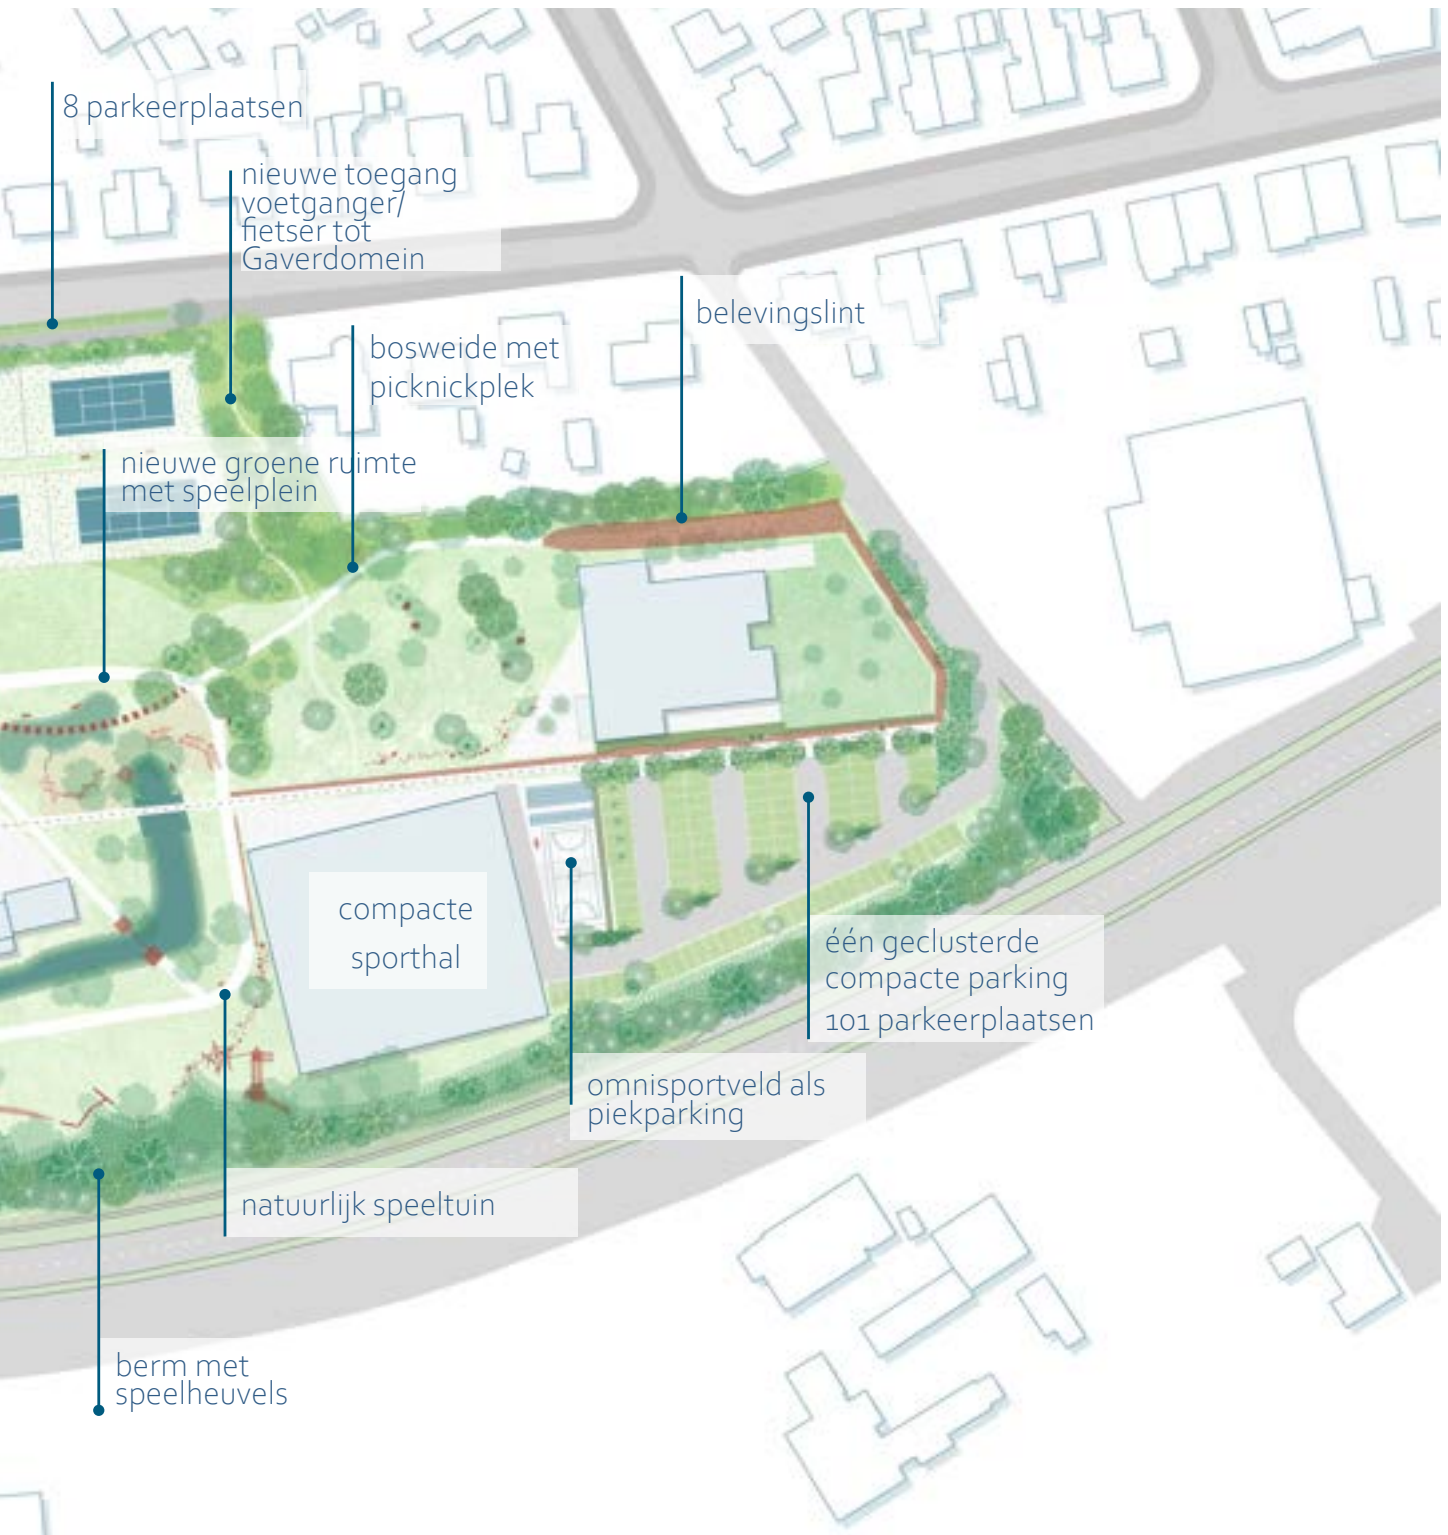 8 parkeerplaatsen
nieuwe toegang
voetganger/
fietser tot
Gaverdomein
belevingslint
bosweide met
picknickplek
nieuwe groene ruimte
met speelplein
compacte
sporthal
één geclusterde
compacte parking
101 parkeerplaatsen
omnisportveld als
piekparking
natuurlijk speeltuin
berm met
speelheuvels